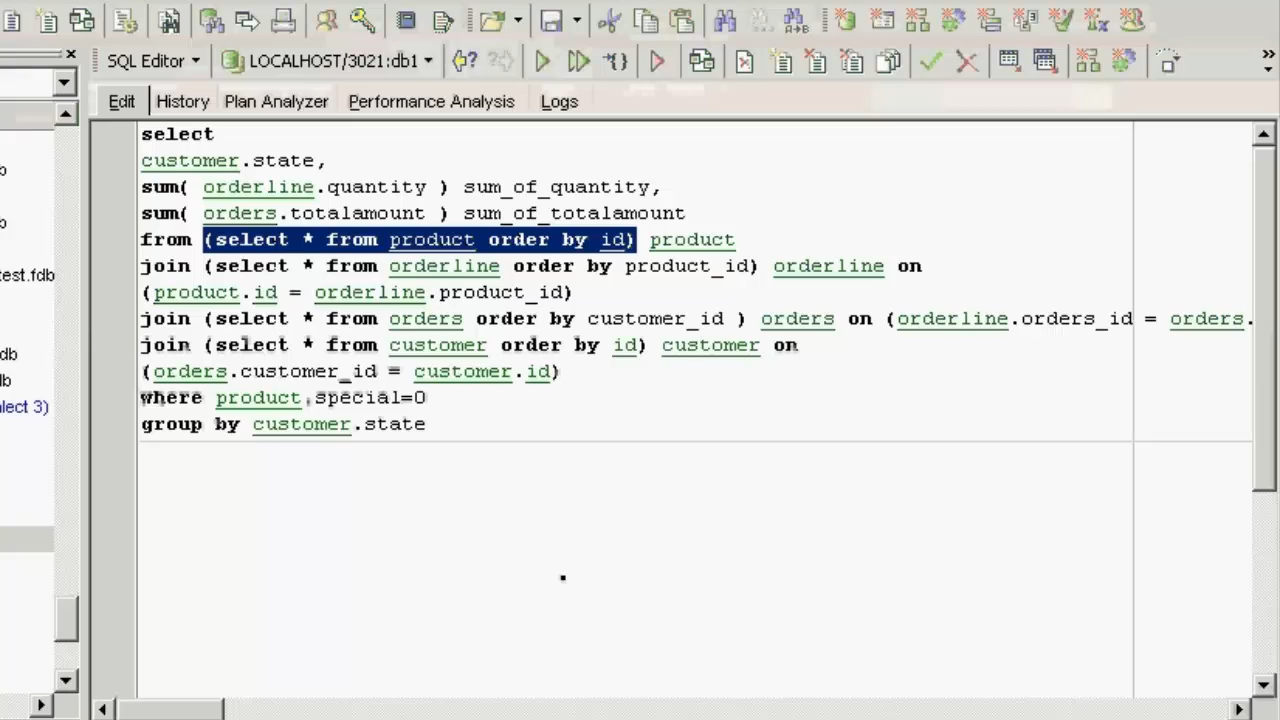 SQL Editor LOCALHOST/3021:db1
Edit History Plan Analyzer Performance Analysis Logs
select
customer.state,
sum( orderline.quantity ) sum_of_quantity,
sum( orders.totalamount ) sum_of_totalamount
from (select * from product order by id) product
join (select * from orderline order by product_id) orderline on
(product.id = orderline.product_id)
join (select * from orders order by customer_id ) orders on (orderline.orders_id = orders.
join (select * from customer order by id) customer on
(orders.customer_id = customer.id)
where product.special=0
group by customer.state
b
b
test.fdb
db
b
lect 3)